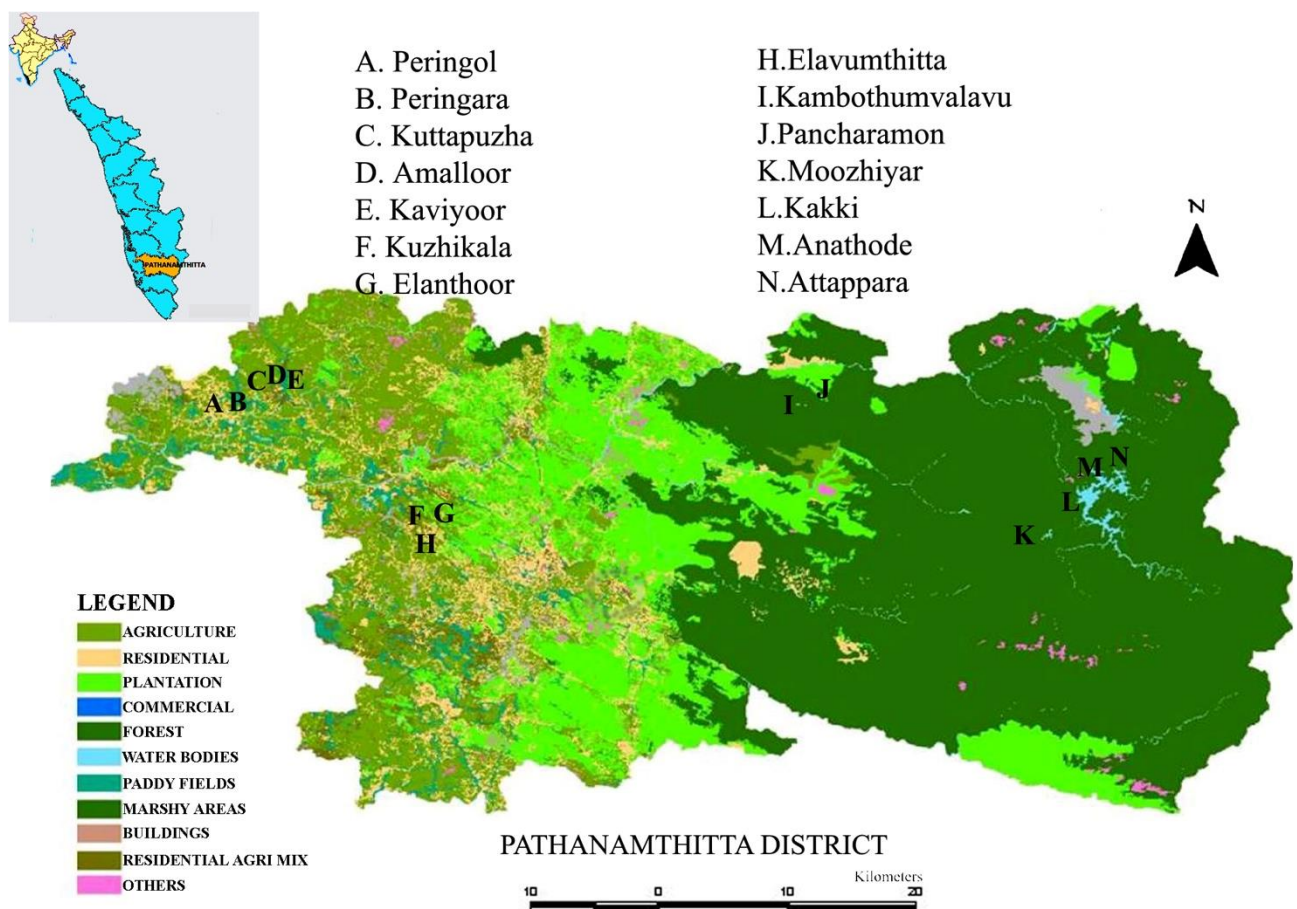 A. Peringol
B. Peringara
C. Kuttapuzha
D. Amalloor
E. Kaviyoor
F. Kuzhikala
G. Elanthoor
H.Elavumthitta
I.Kambothumvalavu
J.Pancharamon
K.Moozhiyar
L.Kakki
M.Anathode
N.Attappara
PATHANAMTHITTA
N
A B C D E
F G
H
I J
K L M N
LEGEND
AGRICULTURE
RESIDENTIAL
PLANTATION
COMMERCIAL
FOREST
WATER BODIES
PADDY FIELDS
MARSHY AREAS
BUILDINGS
RESIDENTIAL AGRI MIX
OTHERS
PATHANAMTHITTA DISTRICT
Kilometers
10 0 10 20